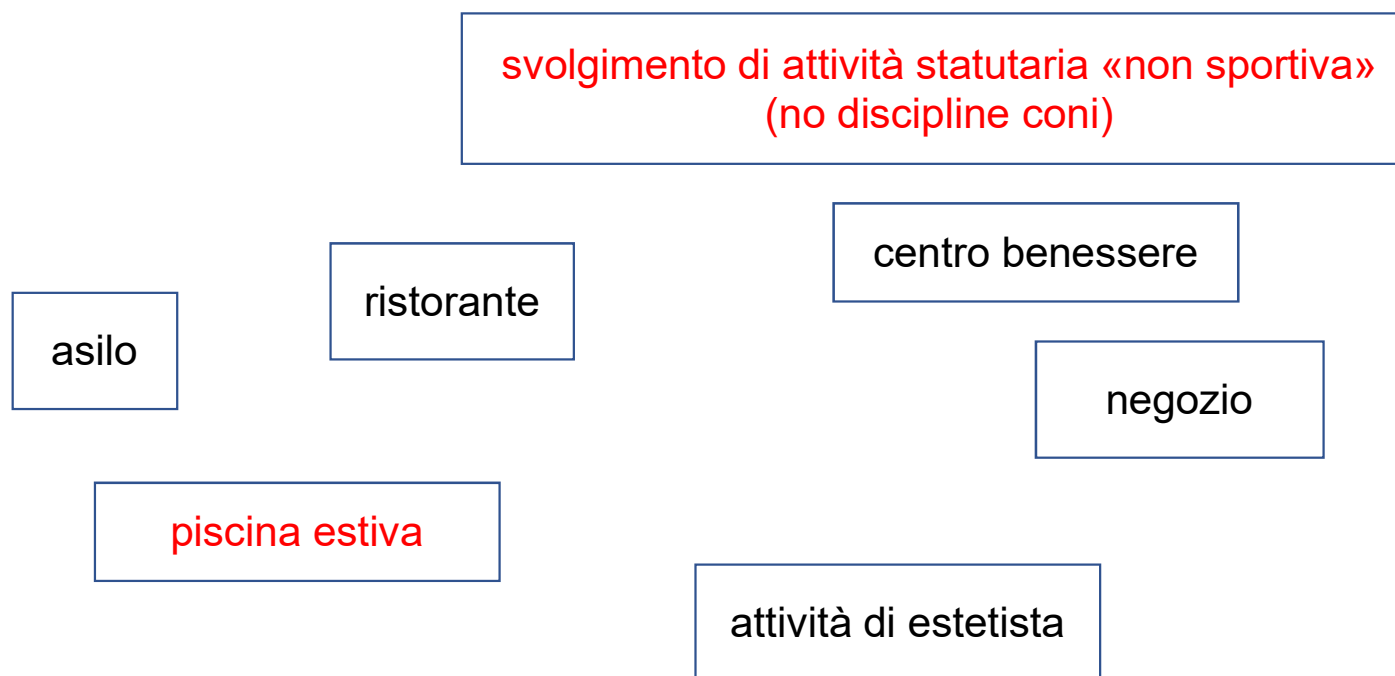 svolgimento di attività statutaria «non sportiva»
(no discipline coni)
centro benessere
ristorante
asilo
negozio
piscina estiva
attività di estetista